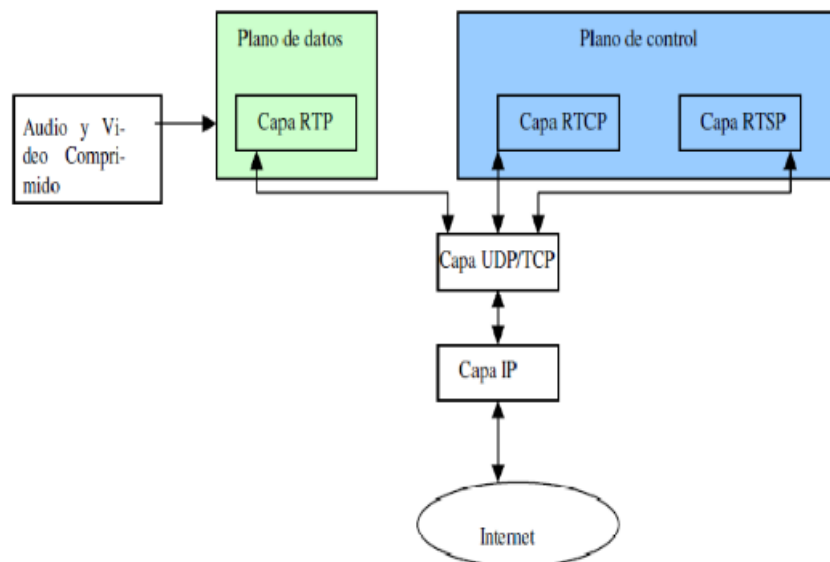 Plano de datos
Plano de control
Capa RTP
Capa RTCP
Capa RTSP
Audio y Vi-
deo Compri-
mido
Capa UDP/TCP
Capa IP
Internet